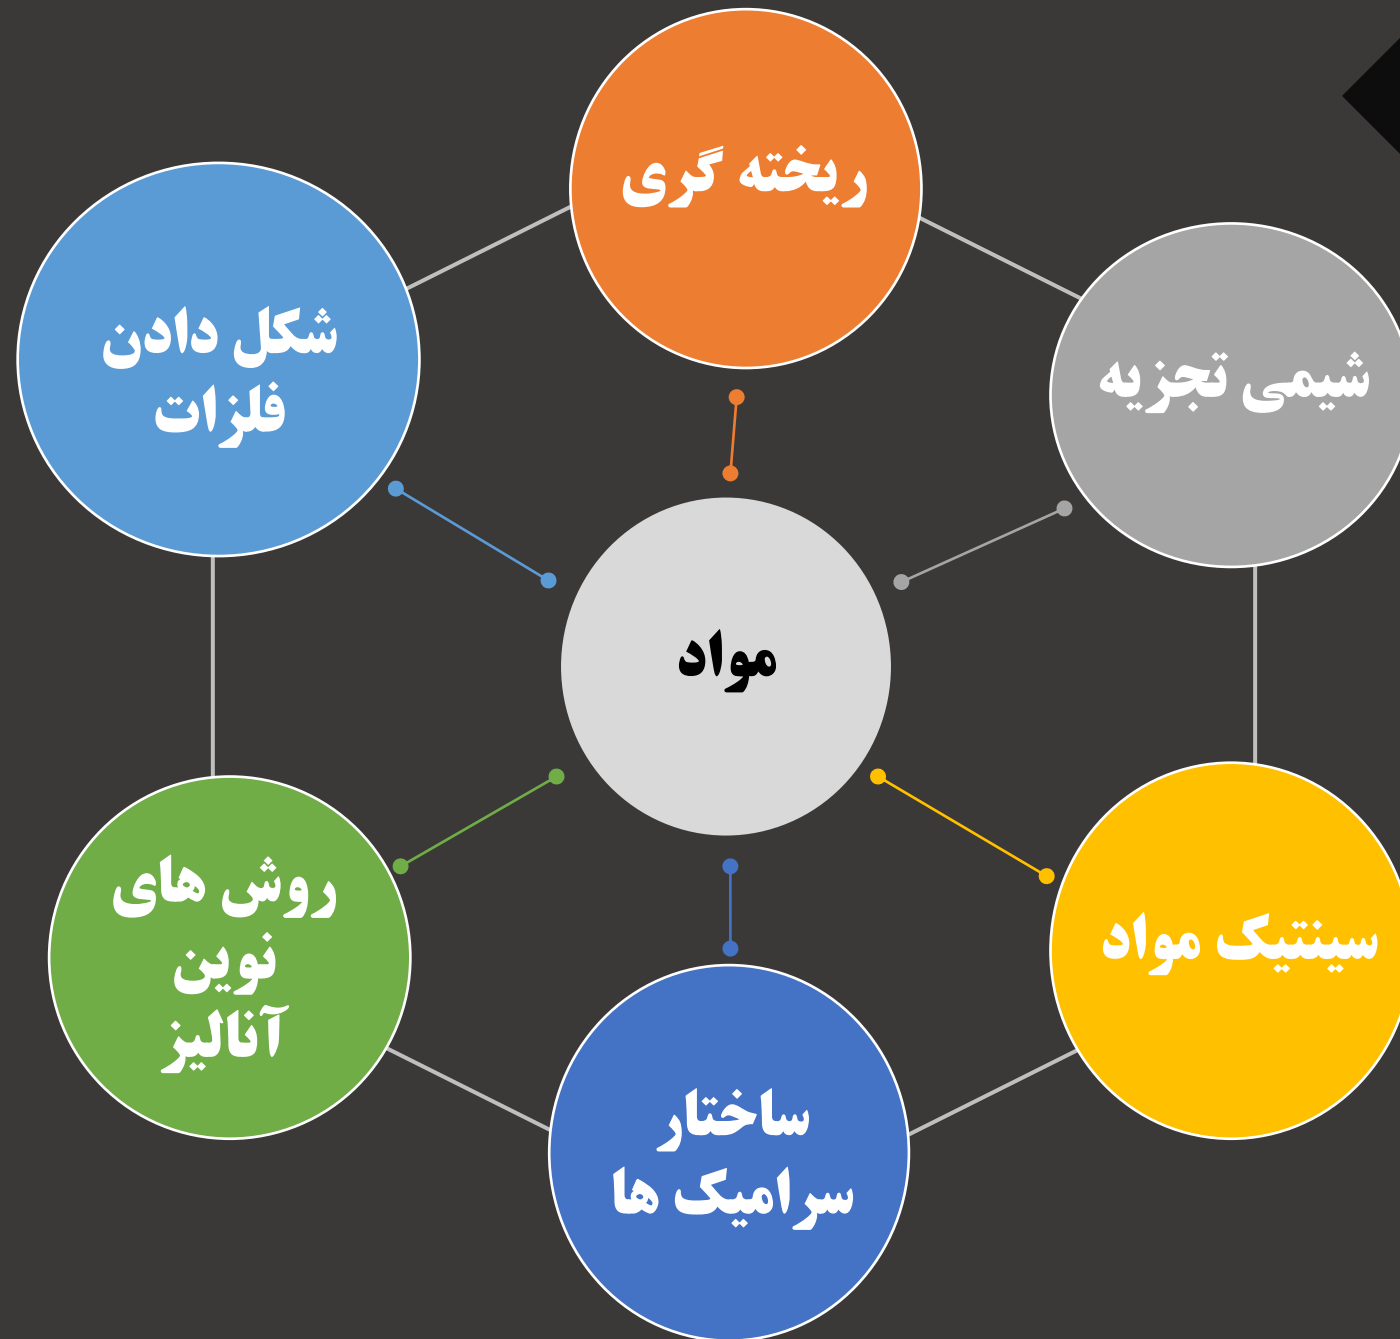 ریخته گری
شیمی تجزیه
شکل دادن
فلزات
مواد
سینتیک مواد
روش های
نوین
آنالیز
ساختار
سرامیک ها